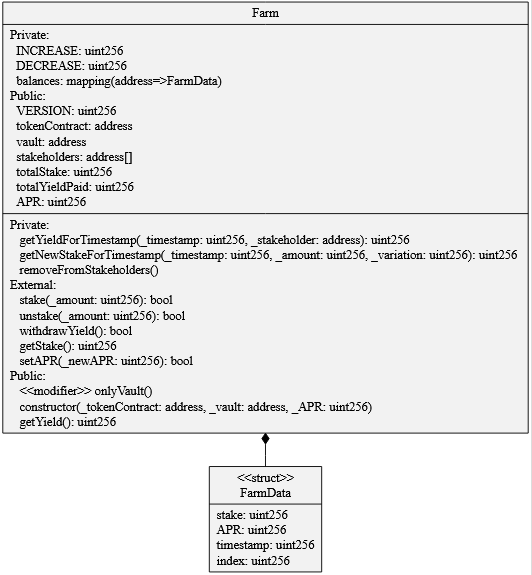 Farm
Private:
INCREASE: uint256
DECREASE: uint256
balances: mapping(address=>FarmData)
Public:
VERSION: uint256
tokenContract: address
vault: address
stakeholders: address[]
totalStake: uint256
totalYieldPaid: uint256
APR: uint256
Private:
getYieldForTimestamp(_timestamp: uint256, _stakeholder: address): uint256
getNewStakeForTimestamp(_timestamp: uint256, _amount: uint256, _variation: uint256): uint256
removeFromStakeholders()
External:
stake(_amount: uint256): bool
unstake(_amount: uint256): bool
withdrawYield(): bool
getStake(): uint256
setAPR(_newAPR: uint256): bool
Public:
<<modifier>> onlyVault()
constructor(_tokenContract: address, _vault: address, _APR: uint256)
getYield(): uint256
<<struct>>
FarmData
stake: uint256
APR: uint256
timestamp: uint256
index: uint256